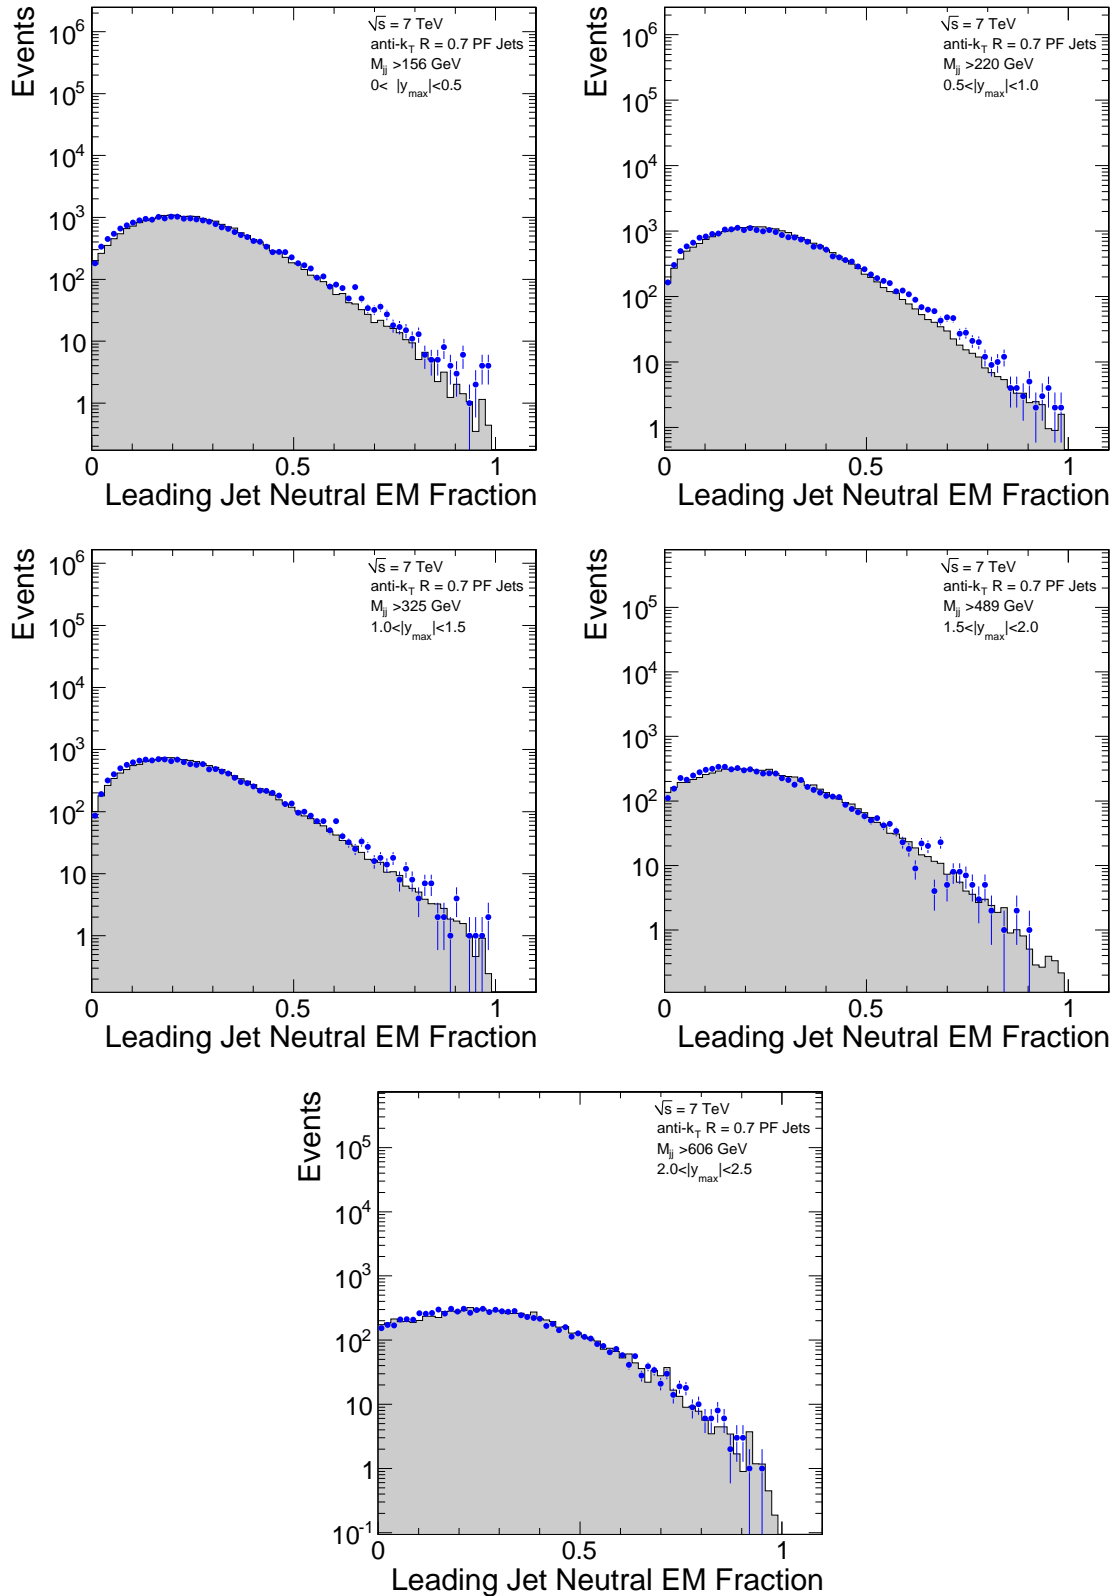 Events
10^6
10^5
10^4
10^3
10^2
10
1
0 0.5 1
Leading Jet Neutral EM Fraction
√s = 7 TeV
anti-k_T R = 0.7 PF Jets
M_jj >156 GeV
0< |y_max|<0.5
Events
10^6
10^5
10^4
10^3
10^2
10
1
0 0.5 1
Leading Jet Neutral EM Fraction
√s = 7 TeV
anti-k_T R = 0.7 PF Jets
M_jj >220 GeV
0.5<|y_max|<1.0
Events
10^6
10^5
10^4
10^3
10^2
10
1
0 0.5 1
Leading Jet Neutral EM Fraction
√s = 7 TeV
anti-k_T R = 0.7 PF Jets
M_jj >325 GeV
1.0<|y_max|<1.5
Events
10^5
10^4
10^3
10^2
10
1
0 0.5 1
Leading Jet Neutral EM Fraction
√s = 7 TeV
anti-k_T R = 0.7 PF Jets
M_jj >489 GeV
1.5<|y_max|<2.0
Events
10^5
10^4
10^3
10^2
10
1
10^-1
0 0.5 1
Leading Jet Neutral EM Fraction
√s = 7 TeV
anti-k_T R = 0.7 PF Jets
M_jj >606 GeV
2.0<|y_max|<2.5